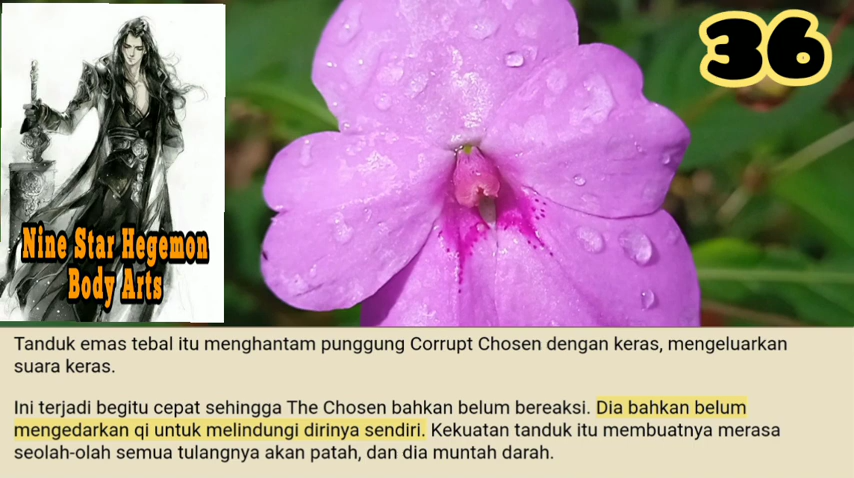 36
Nine Star Hegemon
Body Arts
Tanduk emas tebal itu menghantam punggung Corrupt Chosen dengan keras, mengeluarkan
suara keras.
Ini terjadi begitu cepat sehingga The Chosen bahkan belum bereaksi. Dia bahkan belum
mengedarkan qi untuk melindungi dirinya sendiri. Kekuatan tanduk itu membuatnya merasa
seolah-olah semua tulangnya akan patah, dan dia muntah darah.